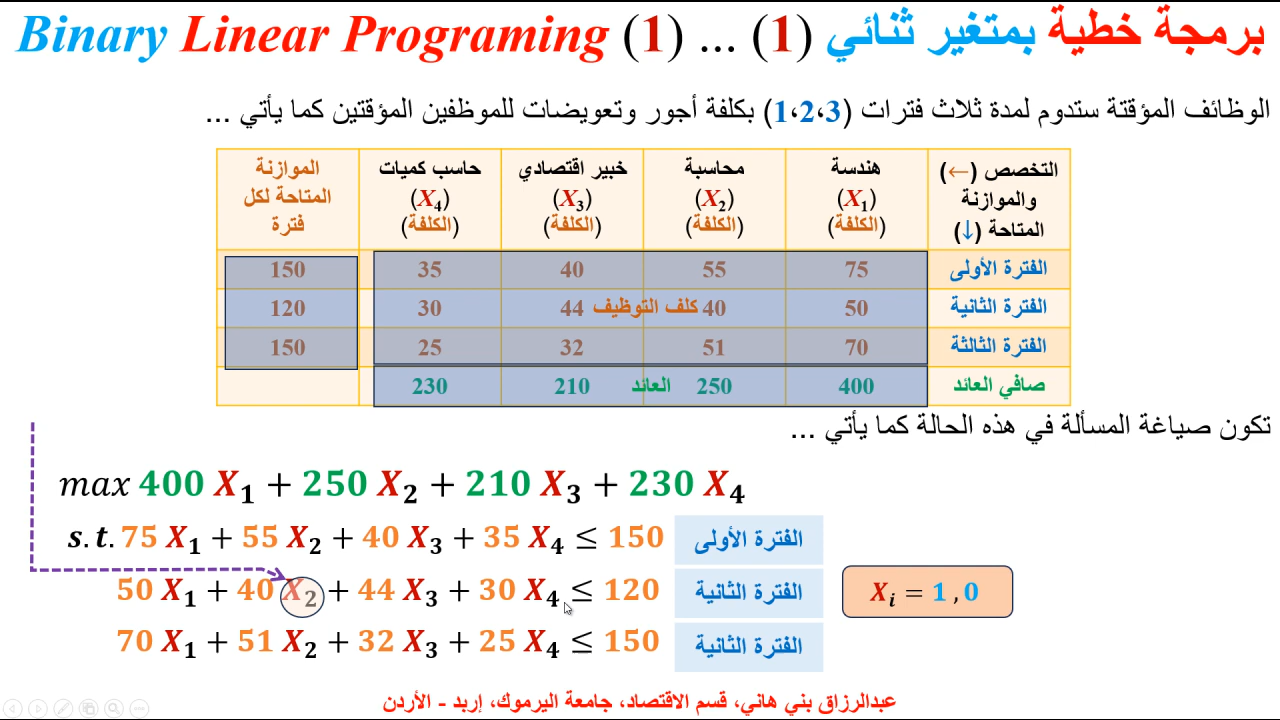 برمجة خطية بمتغير ثنائي (1) ... (1) Binary Linear Programing
الوظائف المؤقتة ستدوم لمدة ثلاث فترات (1،2،3) بكلفة أجور وتعويضات للموظفين المؤقتين كما يأتي ...
التخصص (←) والموازنة المتاحة (↓)
هندسة (X1) (الكلفة)
محاسبة (X2) (الكلفة)
خبير اقتصادي (X3) (الكلفة)
حاسب كميات (X4) (الكلفة)
الموازنة المتاحة لكل فترة
الفترة الأولى 75 55 40 35 150
الفترة الثانية 50 40 كلف التوظيف 44 30 120
الفترة الثالثة 70 51 32 25 150
صافي العائد 400 250 العائد 210 230
تكون صياغة المسألة في هذه الحالة كما يأتي ...
max 400 X1 + 250 X2 + 210 X3 + 230 X4
s.t. 75 X1 + 55 X2 + 40 X3 + 35 X4 ≤ 150 الفترة الأولى
50 X1 + 40 X2 + 44 X3 + 30 X4 ≤ 120 الفترة الثانية
Xi = 1 , 0
70 X1 + 51 X2 + 32 X3 + 25 X4 ≤ 150 الفترة الثانية
عبدالرزاق بني هاني، قسم الاقتصاد، جامعة اليرموك، إربد - الأردن